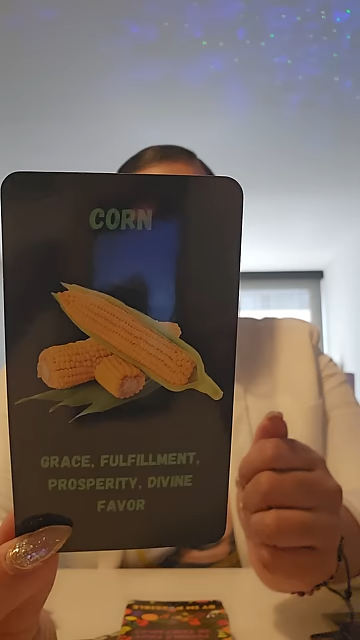 CORN
GRACE, FULFILLMENT,
PROSPERITY, DIVINE
FAVOR